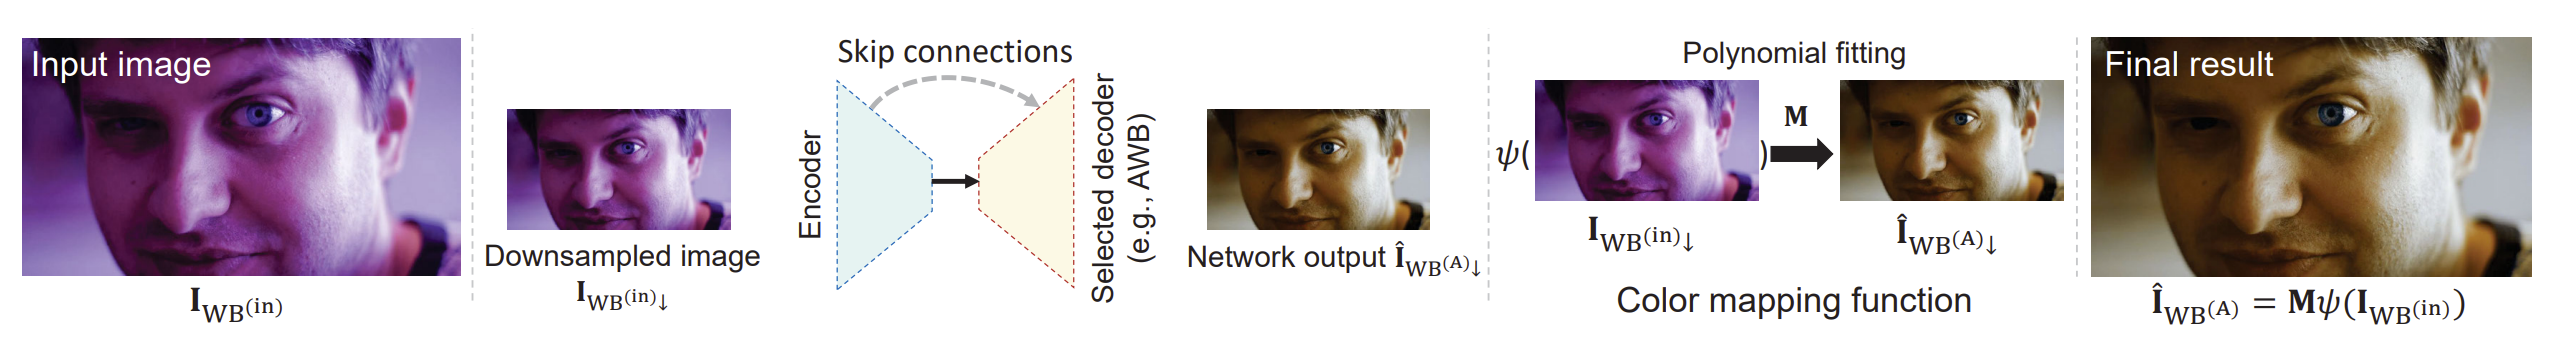 Input image
I_WB(in)
Downsampled image
I_WB(in)↓
Skip connections
Encoder
Selected decoder
(e.g., AWB)
Network output Î_WB(A)↓
Polynomial fitting
ψ( ) M
I_WB(in)↓
Î_WB(A)↓
Color mapping function
Final result
Î_WB(A) = Mψ(I_WB(in))